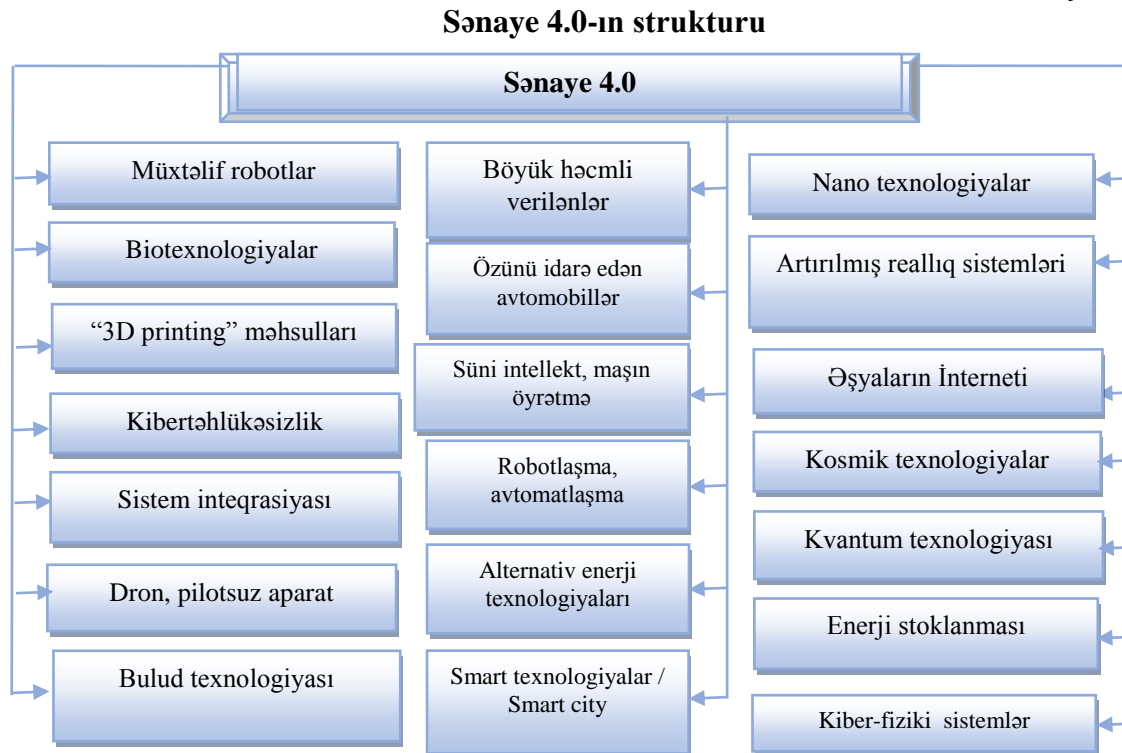 Sənaye 4.0-ın strukturu
Sənaye 4.0
Müxtəlif robotlar
Biotexnologiyalar
“3D printing” məhsulları
Kibertəhlükəsizlik
Sistem inteqrasiyası
Dron, pilotsuz aparat
Bulud texnologiyası
Böyük həcmli
verilənlər
Özünü idarə edən
avtomobillər
Süni intellekt, maşın
öyrətmə
Robotlaşma,
avtomatlaşma
Alternativ enerji
texnologiyaları
Smart texnologiyalar /
Smart city
Nano texnologiyalar
Artırılmış reallıq sistemləri
Əşyaların İnterneti
Kosmik texnologiyalar
Kvantum texnologiyası
Enerji stoklanması
Kiber-fiziki sistemlər